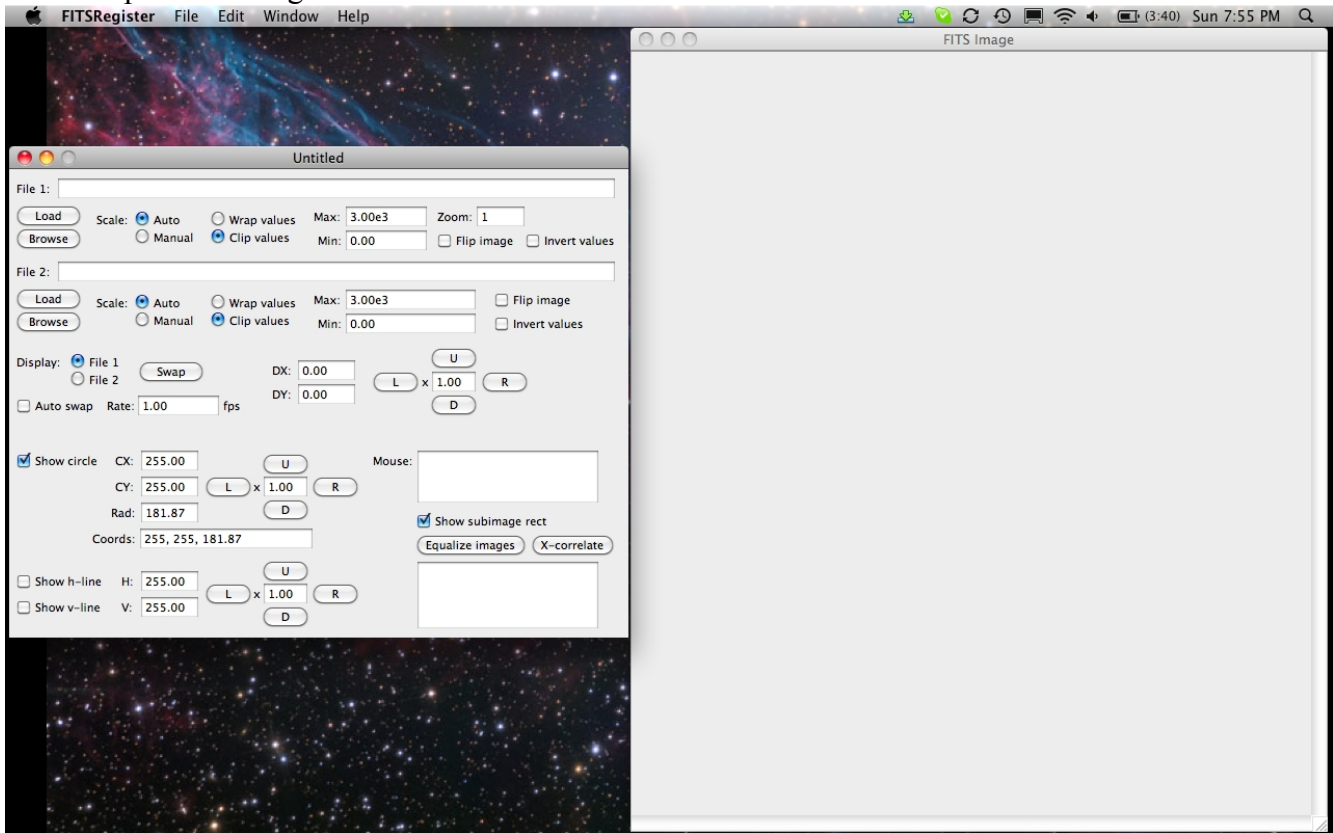 FITSRegister File Edit Window Help (3:40) Sun 7:55 PM
FITS Image
Untitled
File 1:
Load Scale: Auto Wrap values Max: 3.00e3 Zoom: 1
Browse Manual Clip values Min: 0.00 Flip image Invert values
File 2:
Load Scale: Auto Wrap values Max: 3.00e3 Flip image
Browse Manual Clip values Min: 0.00 Invert values
Display: File 1 Swap DX: 0.00 U
File 2 L x 1.00 R
DY: 0.00
Auto swap Rate: 1.00 fps D
Show circle CX: 255.00 U Mouse:
CY: 255.00 L x 1.00 R
Rad: 181.87 D
Show subimage rect
Coords: 255, 255, 181.87
Equalize images X-correlate
Show h-line H: 255.00 U
L x 1.00 R
Show v-line V: 255.00
D